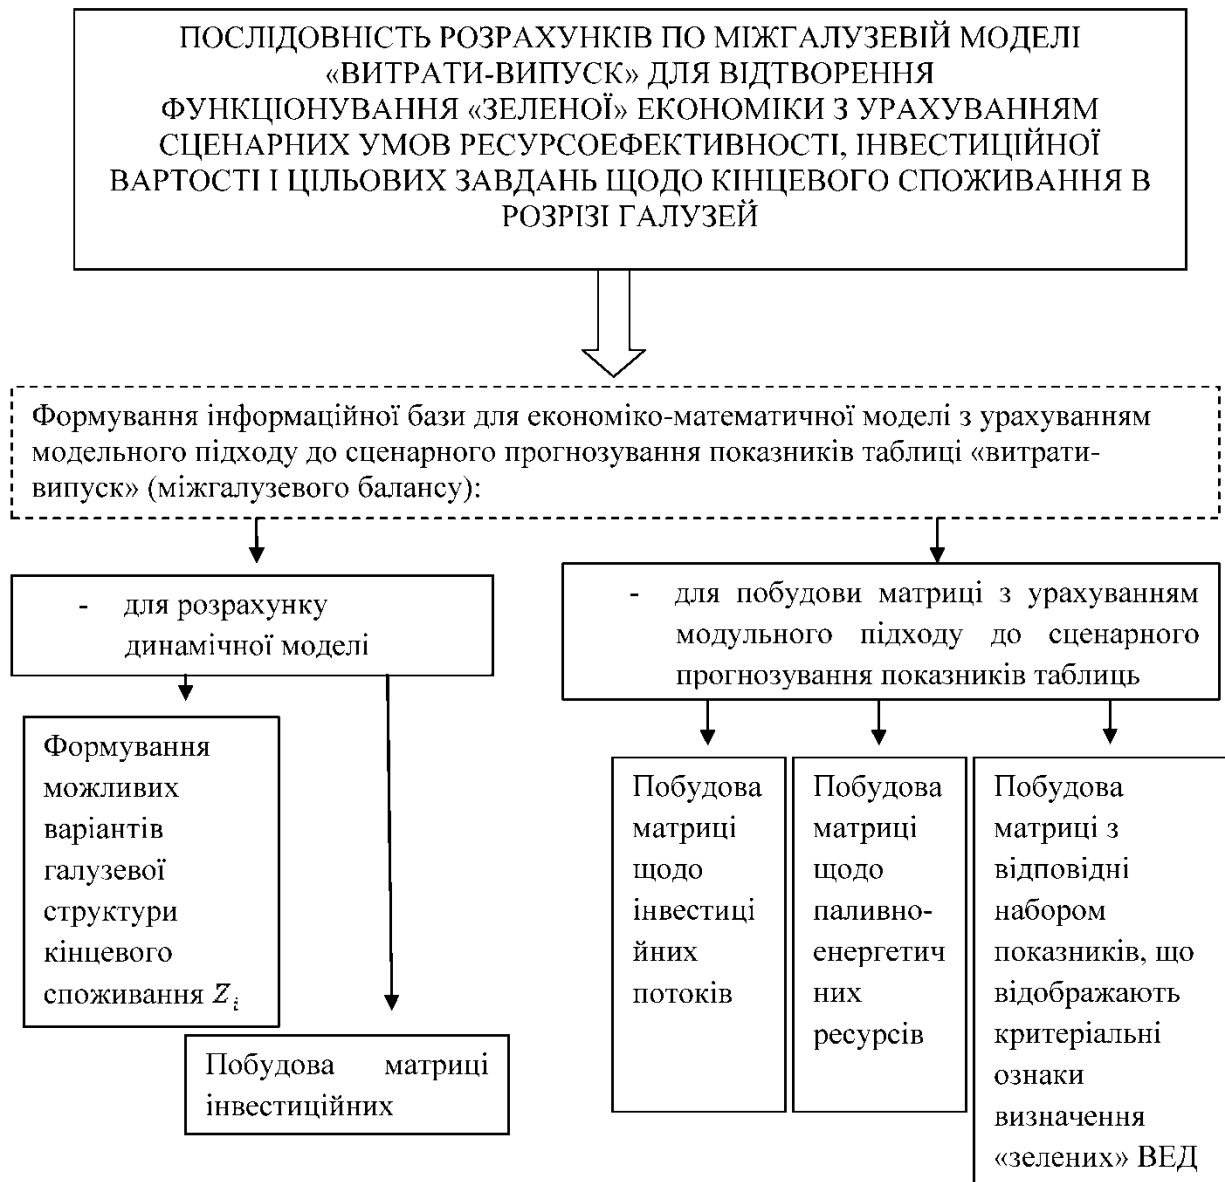 ПОСЛІДОВНІСТЬ РОЗРАХУНКІВ ПО МІЖГАЛУЗЕВІЙ МОДЕЛІ
«ВИТРАТИ-ВИПУСК» ДЛЯ ВІДТВОРЕННЯ
ФУНКЦІОНУВАННЯ «ЗЕЛЕНОЇ» ЕКОНОМІКИ З УРАХУВАННЯМ
СЦЕНАРНИХ УМОВ РЕСУРСОЕФЕКТИВНОСТІ, ІНВЕСТИЦІЙНОЇ
ВАРТОСТІ І ЦІЛЬОВИХ ЗАВДАНЬ ЩОДО КІНЦЕВОГО СПОЖИВАННЯ В
РОЗРІЗІ ГАЛУЗЕЙ
Формування інформаційної бази для економіко-математичної моделі з урахуванням
модельного підходу до сценарного прогнозування показників таблиці «витрати-
випуск» (міжгалузевого балансу):
- для розрахунку
динамічної моделі
- для побудови матриці з урахуванням
модульного підходу до сценарного
прогнозування показників таблиць
Формування
можливих
варіантів
галузевої
структури
кінцевого
споживання Z_i
Побудова матриці
інвестиційних
Побудова
матриці
щодо
інвестиці
йних
потоків
Побудова
матриці
щодо
паливно-
енергетич
них
ресурсів
Побудова
матриці з
відповідні
набором
показників, що
відображають
критеріальні
ознаки
визначення
«зелених» ВЕД